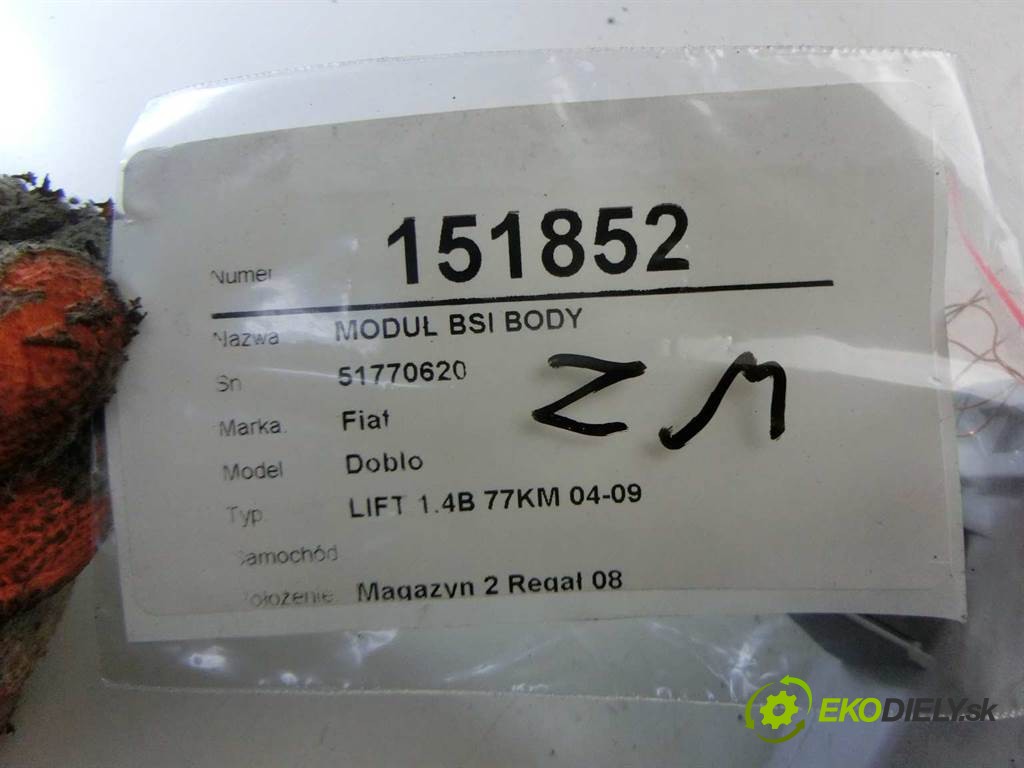 Numer 151852
Nazwa MODUL BSI BODY
Sn 51770620
Marka Fiat
Model Doblo
Typ LIFT 1.4B 77KM 04-09
Samochód
Położenie Magazyn 2 Regał 08
ZM
EKODIELY.sk